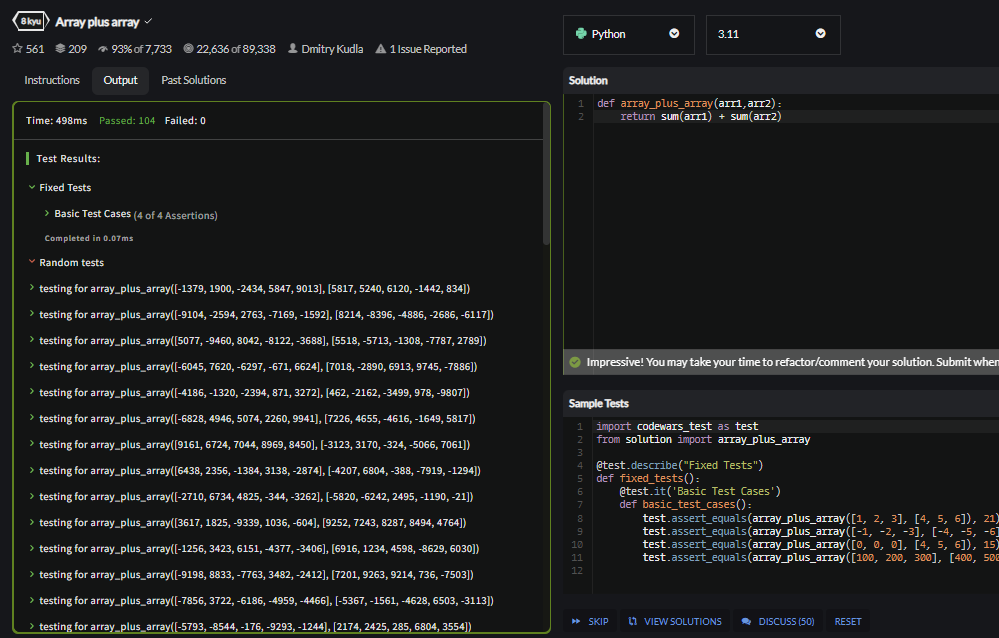 8 kyu Array plus array
561 209 93% of 7,733 22,636 of 89,338 Dmitry Kudla 1 Issue Reported
Instructions Output Past Solutions
Time: 498ms Passed: 104 Failed: 0
Test Results:
Fixed Tests
Basic Test Cases (4 of 4 Assertions)
Completed in 0.07ms
Random tests
testing for array_plus_array([-1379, 1900, -2434, 5847, 9013], [5817, 5240, 6120, -1442, 834])
testing for array_plus_array([-9104, -2594, 2763, -7169, -1592], [8214, -8396, -4886, -2686, -6117])
testing for array_plus_array([5077, -9460, 8042, -8122, -3688], [5518, -5713, -1308, -7787, 2789])
testing for array_plus_array([-6045, 7620, -6297, -671, 6624], [7018, -2890, 6913, 9745, -7886])
testing for array_plus_array([-4186, -1320, -2394, 871, 3272], [462, -2162, -3499, 978, -9807])
testing for array_plus_array([-6828, 4946, 5074, 2260, 9941], [7226, 4655, -4616, -1649, 5817])
testing for array_plus_array([9161, 6724, 7044, 8969, 8450], [-3123, 3170, -324, -5066, 7061])
testing for array_plus_array([6438, 2356, -1384, 3138, -2874], [-4207, 6804, -388, -7919, -1294])
testing for array_plus_array([-2710, 6734, 4825, -344, -3262], [-5820, -6242, 2495, -1190, -21])
testing for array_plus_array([3617, 1825, -9339, 1036, -604], [9252, 7243, 8287, 8494, 4764])
testing for array_plus_array([-1256, 3423, 6151, -4377, -3406], [6916, 1234, 4598, -8629, 6030])
testing for array_plus_array([-9198, 8833, -7763, 3482, -2412], [7201, 9263, 9214, 736, -7503])
testing for array_plus_array([-7856, 3722, -6186, -4959, -4466], [-5367, -1561, -4628, 6503, -3113])
testing for array_plus_array([-5793, -8544, -176, -9293, -1244], [2174, 2425, 285, 6804, 3554])
Python 3.11
Solution
1 def array_plus_array(arr1,arr2):
2 return sum(arr1) + sum(arr2)
Impressive! You may take your time to refactor/comment your solution. Submit when
Sample Tests
1 import codewars_test as test
2 from solution import array_plus_array
3
4 @test.describe("Fixed Tests")
5 def fixed_tests():
6 @test.it('Basic Test Cases')
7 def basic_test_cases():
8 test.assert_equals(array_plus_array([1, 2, 3], [4, 5, 6]), 21)
9 test.assert_equals(array_plus_array([-1, -2, -3], [-4, -5, -6]
10 test.assert_equals(array_plus_array([0, 0, 0], [4, 5, 6]), 15)
11 test.assert_equals(array_plus_array([100, 200, 300], [400, 500
12
SKIP VIEW SOLUTIONS DISCUSS (50) RESET